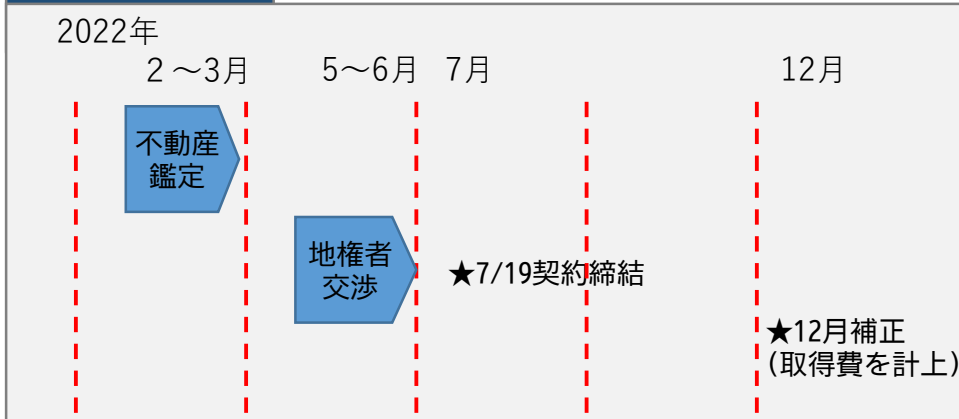 2022年
２～3月 5～6月 7月 12月
不動産
鑑定
地権者
交渉
★7/19契約締結
★12月補正
(取得費を計上)